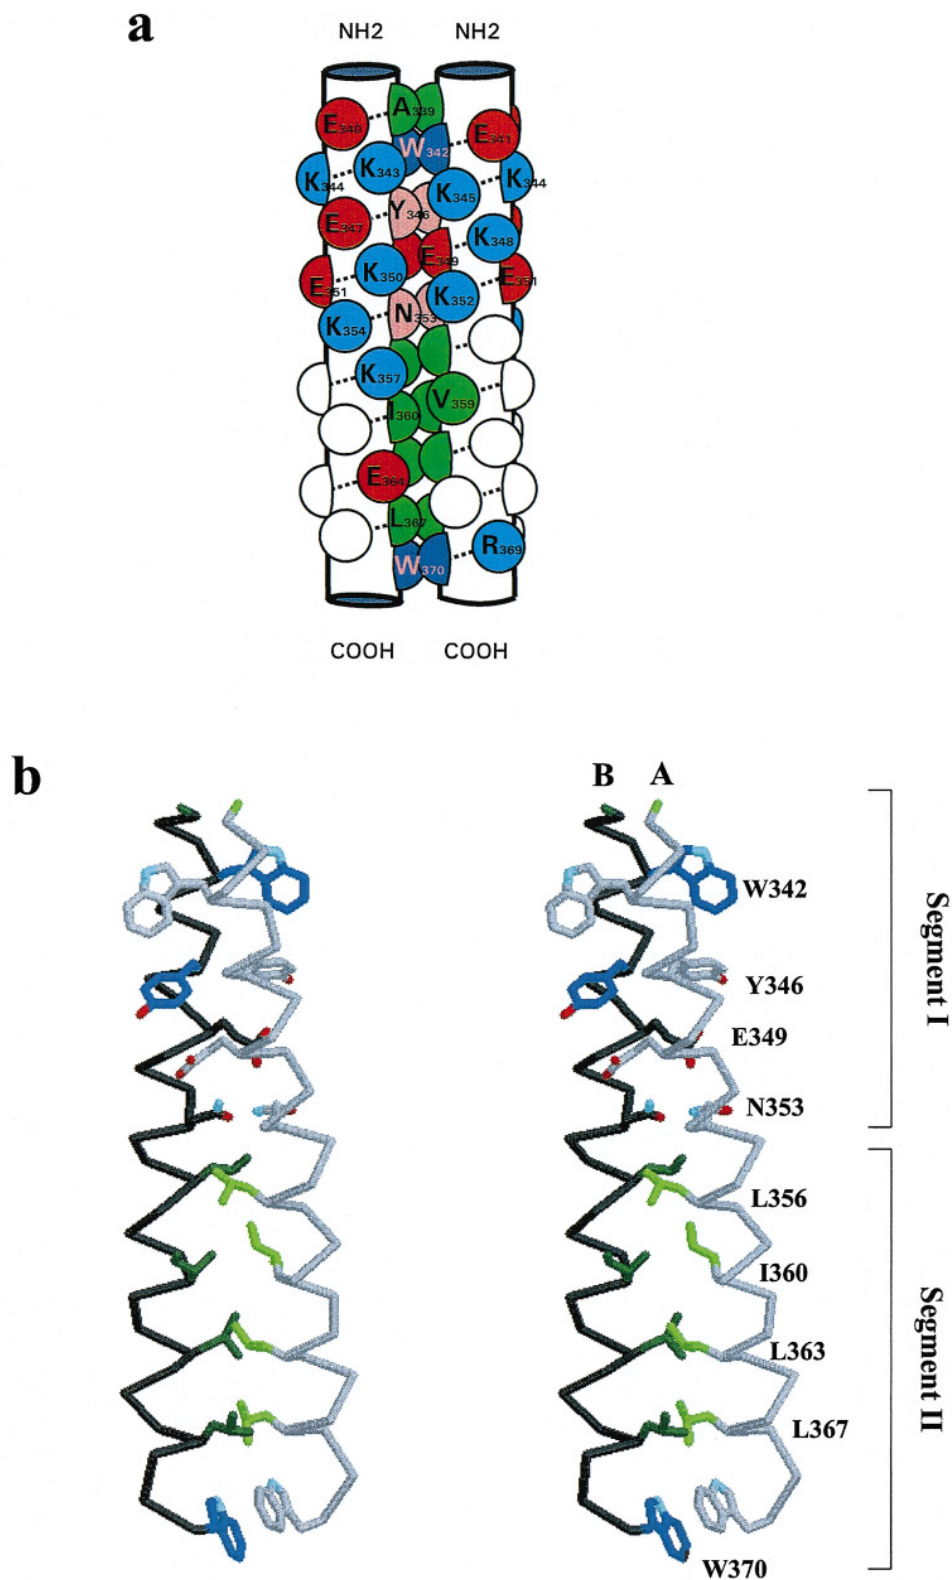 a
NH2 NH2
A339
E340 E341
W342
K343
K344 K344
K345
Y346
E347
K348
E349
K350
E351 E351
K352
N353
K354
K357
V359
I360
E364
L367
R369
W370
COOH COOH
b
B A
W342
Y346
E349
N353
L356
I360
L363
L367
W370
Segment I
Segment II